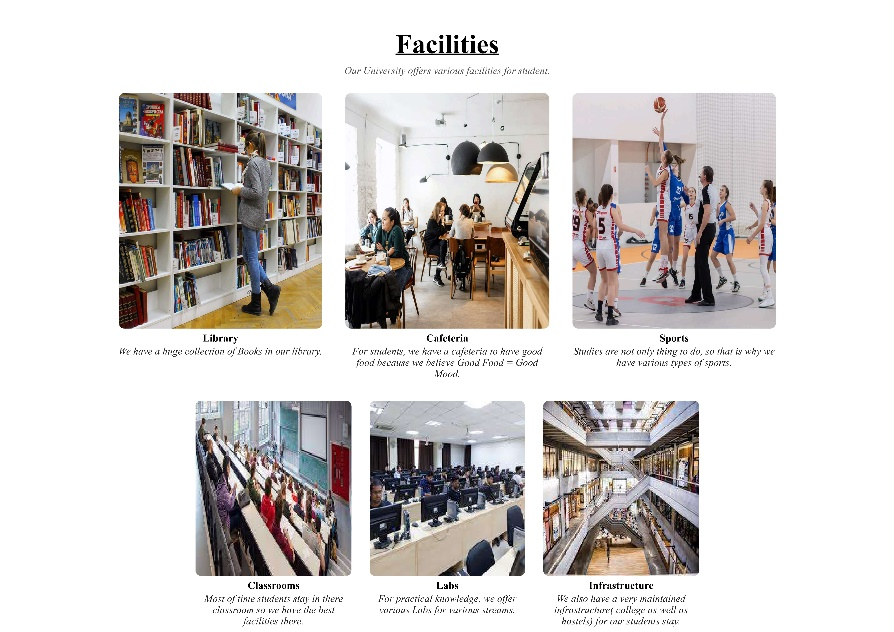 Facilities
Our University offers various facilities for student.
Library
We have a huge collection of Books in our library.
Cafeteria
For students, we have a cafeteria to have good
food because we believe Good Food = Good
Mood.
Sports
Studies are not only thing to do, so that is why we
have various types of sports.
Classrooms
Most of time students stay in there
classroom so we have the best
facilities there.
Labs
For practical knowledge, we offer
various Labs for various streams.
Infrastructure
We also have a very maintained
infrastructure( college as well as
hostels) for our students stay.